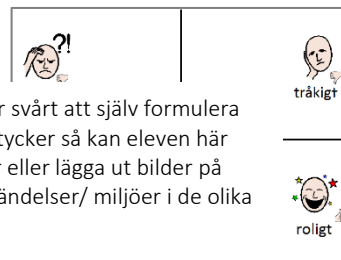 ?!
tråkigt
r svårt att själv formulera
tycker så kan eleven här
r eller lägga ut bilder på
ändelser/ miljöer i de olika
roligt